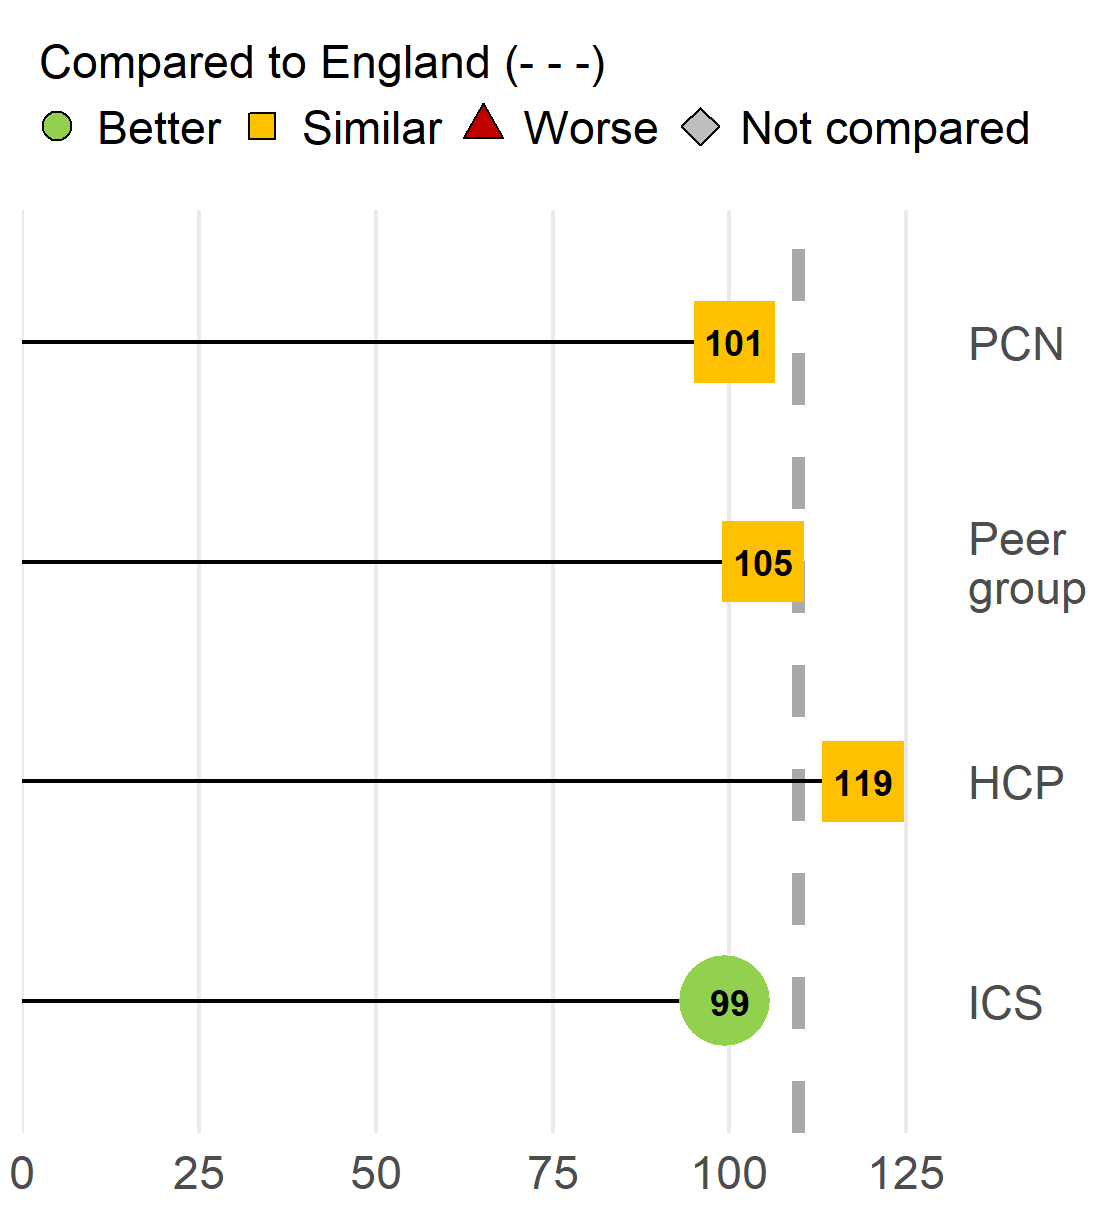 Compared to England (- - -)
Better Similar Worse Not compared
101 PCN
Peer
105 group
119 HCP
99 ICS
0 25 50 75 100 125